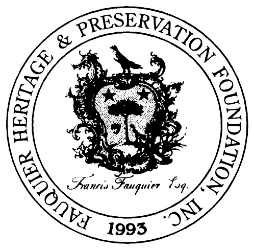 FAUQUIER HERITAGE & PRESERVATION FOUNDATION, INC.
Francis Fauquier Esq.
1993